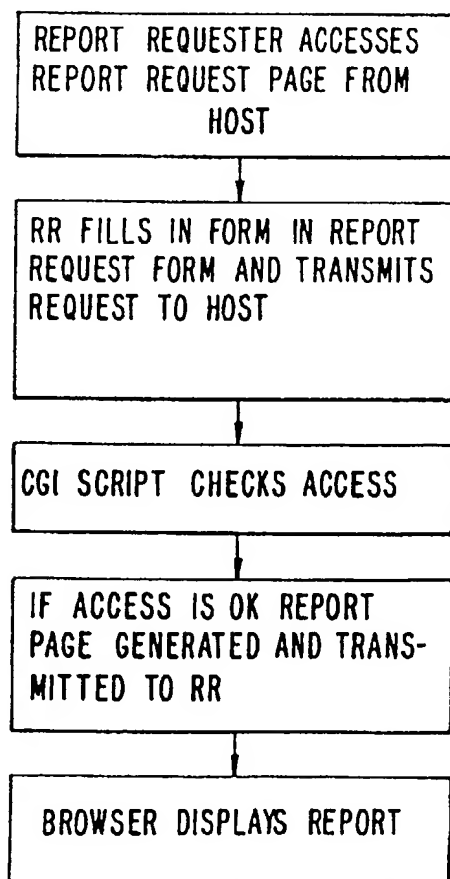 REPORT REQUESTER ACCESSES
REPORT REQUEST PAGE FROM
HOST
RR FILLS IN FORM IN REPORT
REQUEST FORM AND TRANSMITS
REQUEST TO HOST
CGI SCRIPT CHECKS ACCESS
IF ACCESS IS OK REPORT
PAGE GENERATED AND TRANS-
MITTED TO RR
BROWSER DISPLAYS REPORT